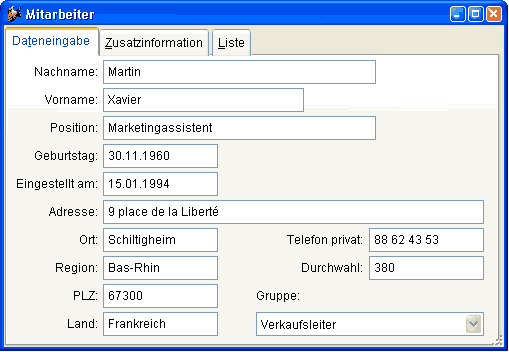 Mitarbeiter
Dateneingabe Zusatzinformation Liste
Nachname: Martin
Vorname: Xavier
Position: Marketingassistent
Geburtstag: 30.11.1960
Eingestellt am: 15.01.1994
Adresse: 9 place de la Liberté
Ort: Schiltigheim Telefon privat: 88 62 43 53
Region: Bas-Rhin Durchwahl: 380
PLZ: 67300 Gruppe:
Land: Frankreich Verkaufsleiter